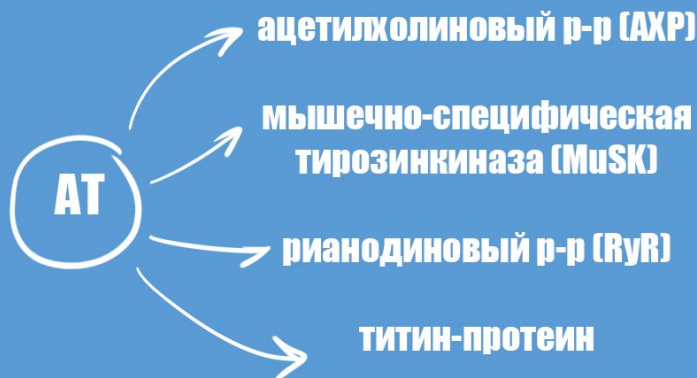 ацетилхолиновый р-р (АХР)
мышечно-специфическая
тирозинкиназа (MuSK)
АТ
рианодиновый р-р (RyR)
титин-протеин